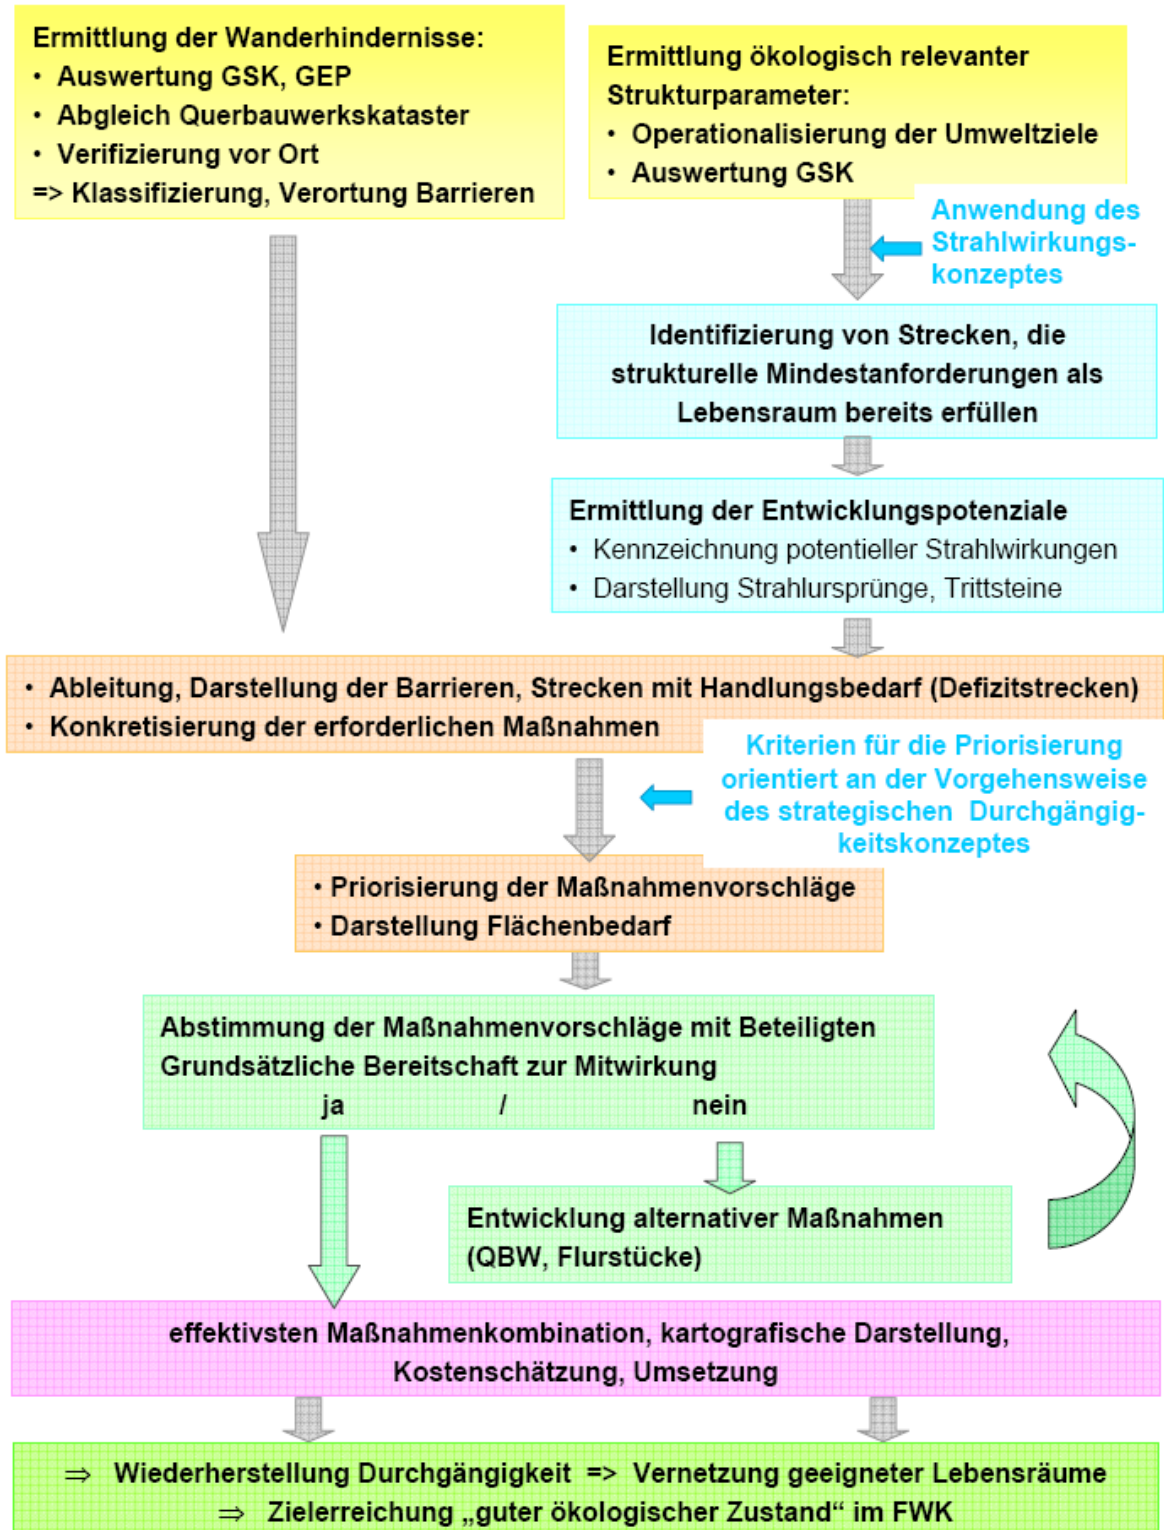 Ermittlung der Wanderhindernisse:
• Auswertung GSK, GEP
• Abgleich Querbauwerkskataster
• Verifizierung vor Ort
=> Klassifizierung, Verortung Barrieren
Ermittlung ökologisch relevanter
Strukturparameter:
• Operationalisierung der Umweltziele
• Auswertung GSK
Anwendung des
Strahlwirkungs-
konzeptes
Identifizierung von Strecken, die
strukturelle Mindestanforderungen als
Lebensraum bereits erfüllen
Ermittlung der Entwicklungspotenziale
• Kennzeichnung potentieller Strahlwirkungen
• Darstellung Strahlursprünge, Trittsteine
• Ableitung, Darstellung der Barrieren, Strecken mit Handlungsbedarf (Defizitstrecken)
• Konkretisierung der erforderlichen Maßnahmen
Kriterien für die Priorisierung
orientiert an der Vorgehensweise
des strategischen Durchgängig-
keitskonzeptes
• Priorisierung der Maßnahmenvorschläge
• Darstellung Flächenbedarf
Abstimmung der Maßnahmenvorschläge mit Beteiligten
Grundsätzliche Bereitschaft zur Mitwirkung
ja / nein
Entwicklung alternativer Maßnahmen
(QBW, Flurstücke)
effektivsten Maßnahmenkombination, kartografische Darstellung,
Kostenschätzung, Umsetzung
⇒ Wiederherstellung Durchgängigkeit => Vernetzung geeigneter Lebensräume
⇒ Zielerreichung „guter ökologischer Zustand“ im FWK